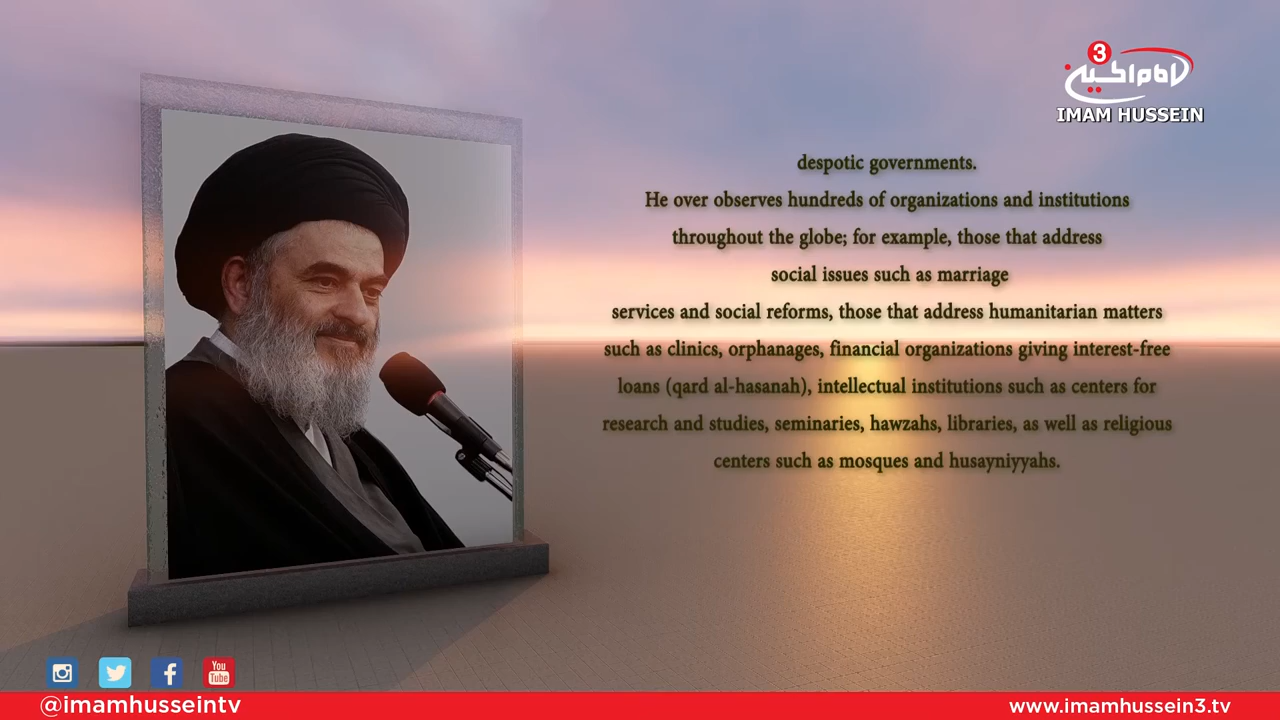 3
الإمام الحسين
IMAM HUSSEIN
despotic governments.
He over observes hundreds of organizations and institutions
throughout the globe; for example, those that address
social issues such as marriage
services and social reforms, those that address humanitarian matters
such as clinics, orphanages, financial organizations giving interest-free
loans (qard al-hasanah), intellectual institutions such as centers for
research and studies, seminaries, hawzahs, libraries, as well as religious
centers such as mosques and husayniyyahs.
You
Tube
@imamhusseintv
www.imamhussein3.tv